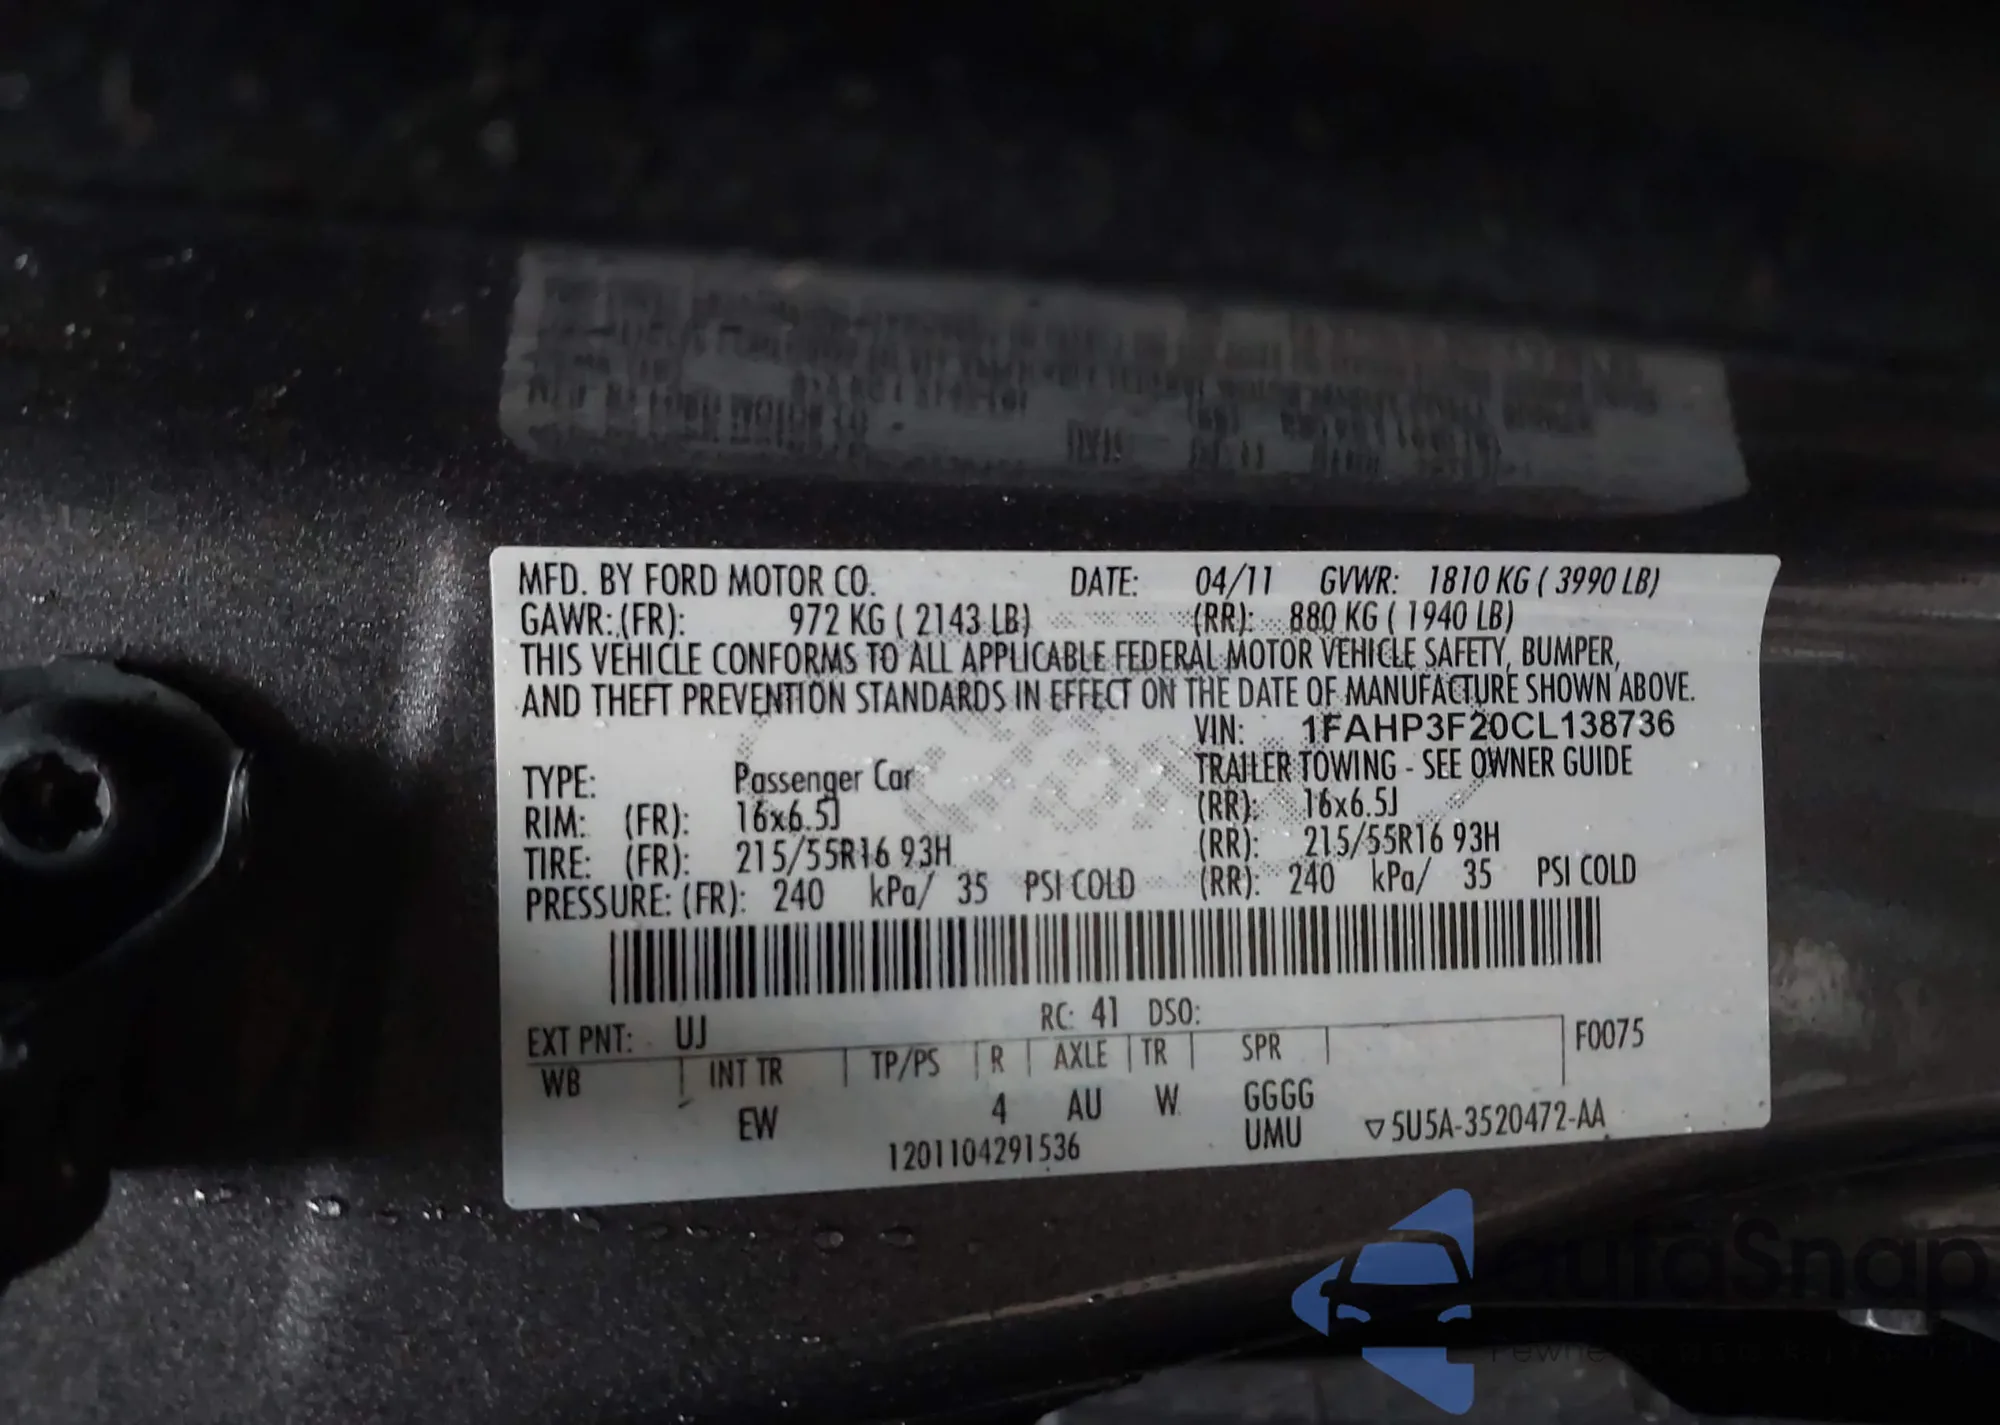 MFD. BY FORD MOTOR CO. DATE: 04/11 GVWR: 1810 KG ( 3990 LB)
GAWR: (FR): 972 KG ( 2143 LB) (RR): 880 KG ( 1940 LB)
THIS VEHICLE CONFORMS TO ALL APPLICABLE FEDERAL MOTOR VEHICLE SAFETY, BUMPER,
AND THEFT PREVENTION STANDARDS IN EFFECT ON THE DATE OF MANUFACTURE SHOWN ABOVE.
VIN: 1FAHP3F20CL138736
TYPE: Passenger Car TRAILER TOWING - SEE OWNER GUIDE
RIM: (FR): 16x6.5J (RR): 16x6.5J
TIRE: (FR): 215/55R16 93H (RR): 215/55R16 93H
PRESSURE: (FR): 240 kPa/ 35 PSI COLD (RR): 240 kPa/ 35 PSI COLD
EXT PNT: UJ RC: 41 DSO: F0075
WB INT TR TP/PS R AXLE TR SPR
EW 4 AU W GGGG
1201104291536 UMU ▽5U5A-3520472-AA
autoSnap